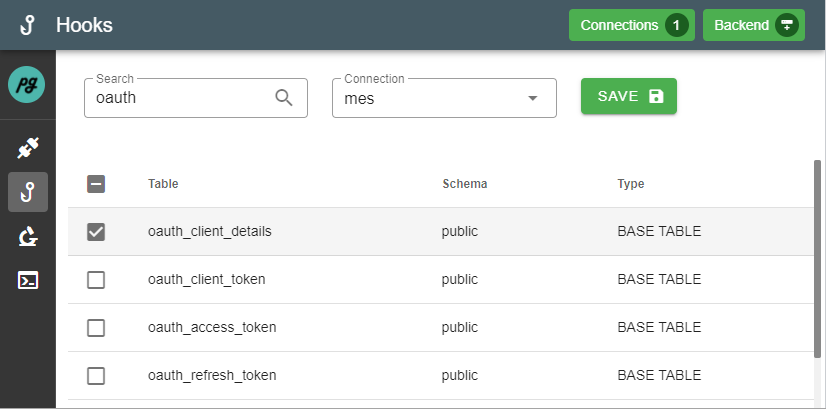 Hooks
Connections 1
Backend
pg
Search
oauth
Connection
mes
SAVE
Table Schema Type
oauth_client_details public BASE TABLE
oauth_client_token public BASE TABLE
oauth_access_token public BASE TABLE
oauth_refresh_token public BASE TABLE